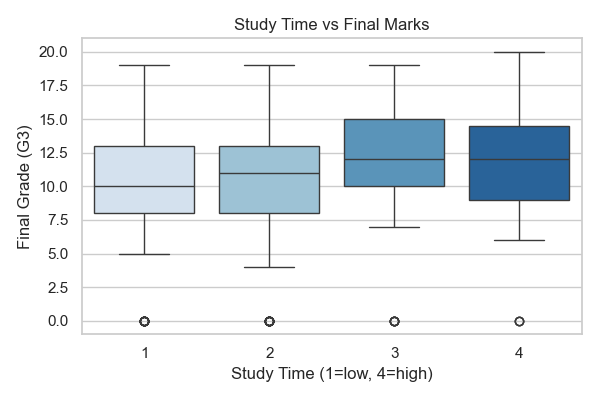 Study Time vs Final Marks
Final Grade (G3)
20.0
17.5
15.0
12.5
10.0
7.5
5.0
2.5
0.0
1 2 3 4
Study Time (1=low, 4=high)